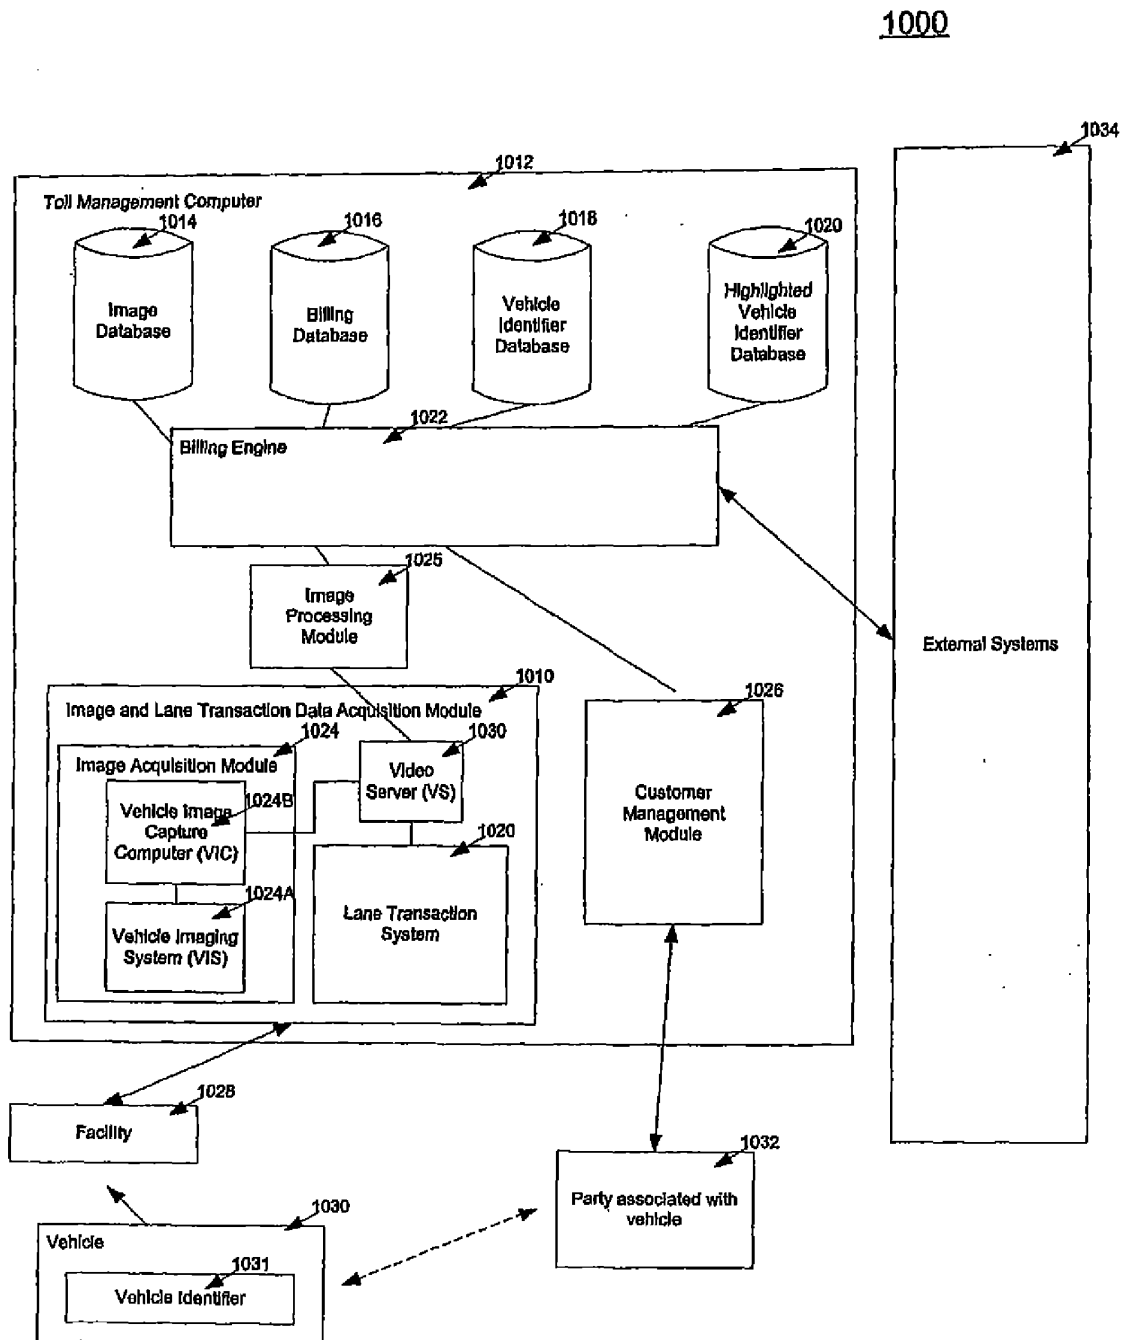 1000
1034
1012
Toll Management Computer
1014
1016
1018
1020
Image
Database
Billing
Database
Vehicle
Identifier
Database
Highlighted
Vehicle
Identifier
Database
1022
Billing Engine
1025
Image
Processing
Module
External Systems
1010
Image and Lane Transaction Data Acquisition Module
1026
1024
Image Acquisition Module
1030
Video
Server (VS)
Customer
Management
Module
1024B
Vehicle Image
Capture
Computer (VIC)
1020
Lane Transaction
System
1024A
Vehicle Imaging
System (VIS)
1028
Facility
1032
Party associated with
vehicle
1030
Vehicle
1031
Vehicle Identifier